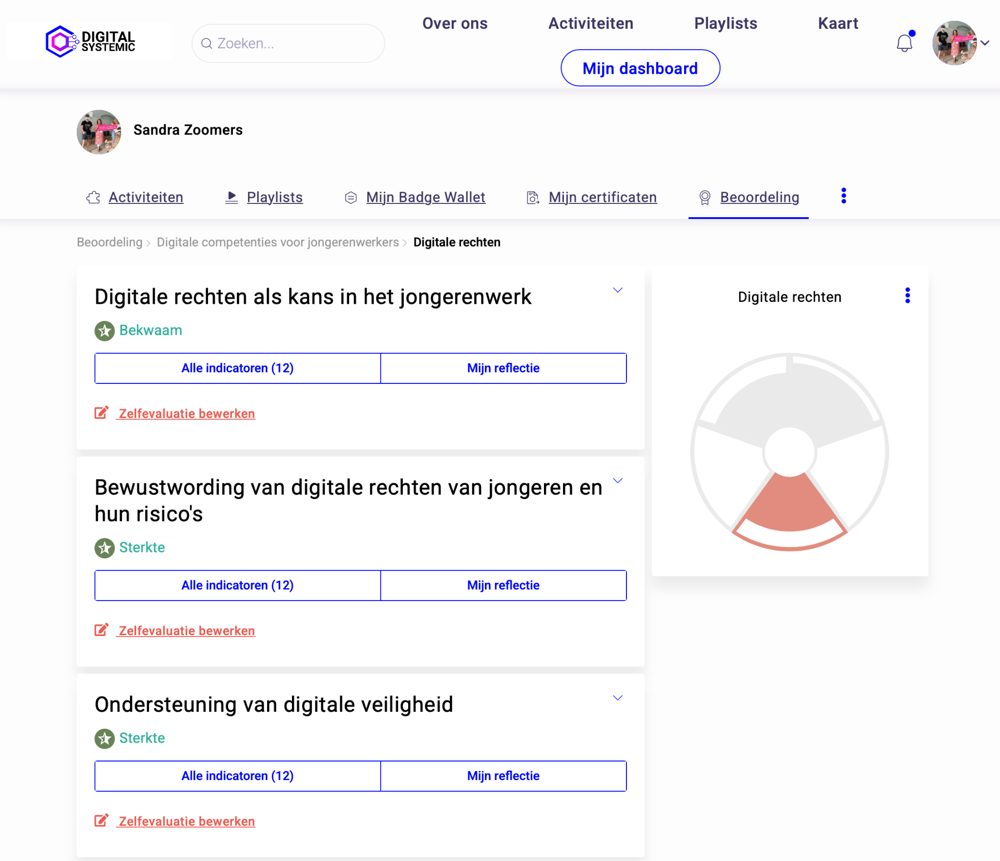 DIGITAL
SYSTEMIC
Zoeken...
Over ons
Activiteiten
Playlists
Kaart
Mijn dashboard
Sandra Zoomers
Activiteiten
Playlists
Mijn Badge Wallet
Mijn certificaten
Beoordeling
Beoordeling > Digitale competenties voor jongerenwerkers > Digitale rechten
Digitale rechten als kans in het jongerenwerk
Bekwaam
Alle indicatoren (12)
Mijn reflectie
Zelfevaluatie bewerken
Bewustwording van digitale rechten van jongeren en
hun risico's
Sterkte
Alle indicatoren (12)
Mijn reflectie
Zelfevaluatie bewerken
Ondersteuning van digitale veiligheid
Sterkte
Alle indicatoren (12)
Mijn reflectie
Zelfevaluatie bewerken
Digitale rechten